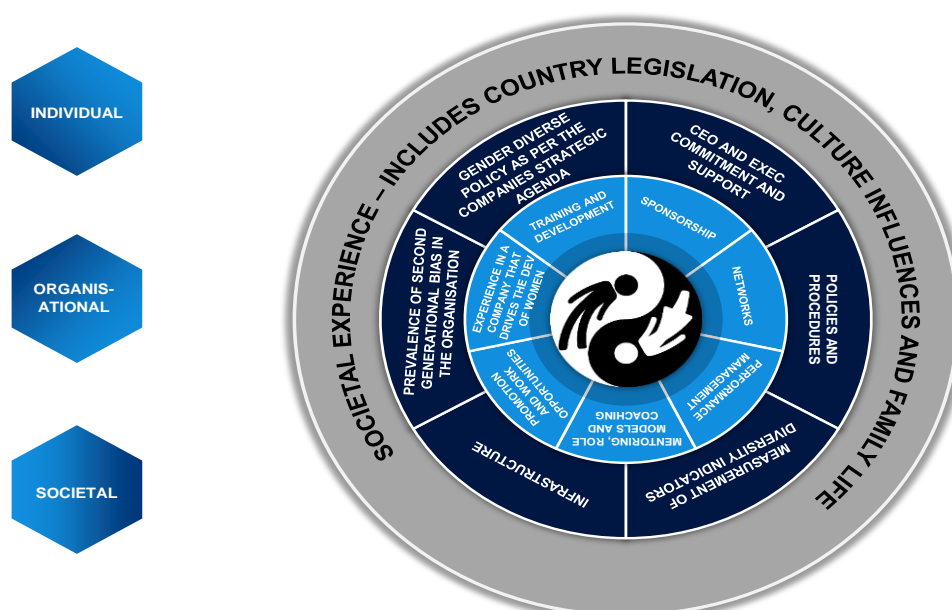 INDIVIDUAL
ORGANIS-
ATIONAL
SOCIETAL
SOCIETAL EXPERIENCE – INCLUDES COUNTRY LEGISLATION, CULTURE INFLUENCES AND FAMILY LIFE
GENDER DIVERSE
POLICY AS PER THE
COMPANIES STRATEGIC
AGENDA
CEO AND EXEC
COMMITMENT AND
SUPPORT
POLICIES AND
PROCEDURES
MEASUREMENT OF
DIVERSITY INDICATORS
INFRASTRUCTURE
PREVALENCE OF SECOND
GENERATIONAL BIAS IN
THE ORGANISATION
TRAINING AND
DEVELOPMENT
SPONSORSHIP
NETWORKS
PERFORMANCE
MANAGEMENT
MENTORING, ROLE
MODELS AND
COACHING
PROMOTION
AND WORK
OPPORTUNITIES
EXPERIENCE IN A
COMPANY THAT
DRIVES THE DEV
OF WOMEN